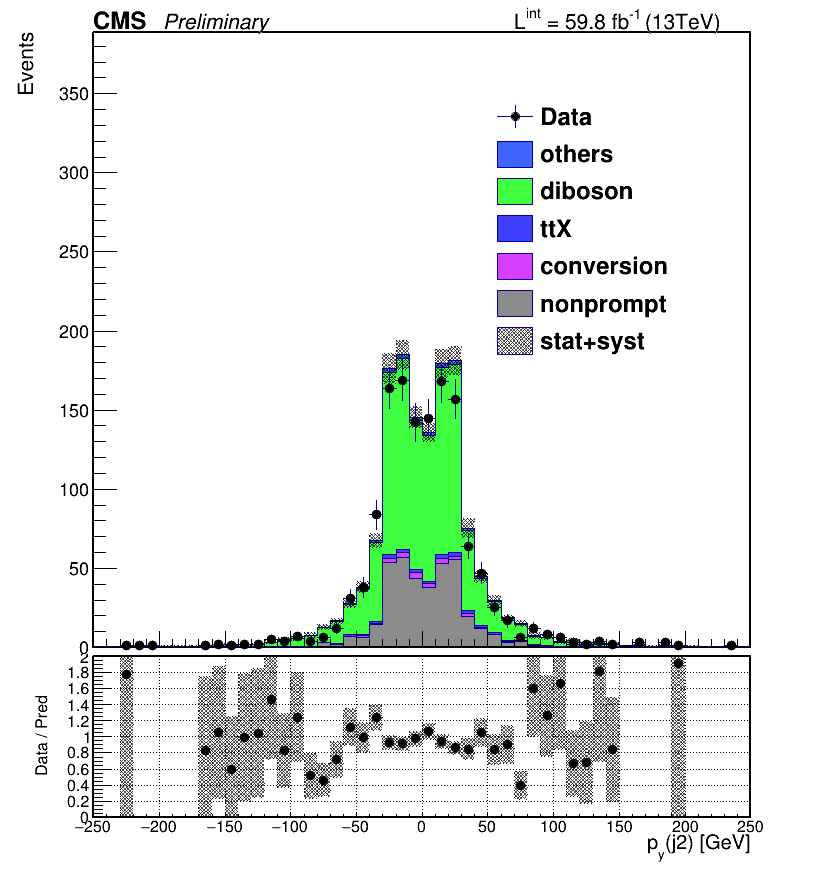 CMS Preliminary L^int = 59.8 fb^-1 (13TeV)
Events
350
300
250
200
150
100
50
0
Data
others
diboson
ttX
conversion
nonprompt
stat+syst
Data / Pred
2
1.8
1.6
1.4
1.2
1
0.8
0.6
0.4
0.2
0
−250 −200 −150 −100 −50 0 50 100 150 200 250
p_y(j2) [GeV]